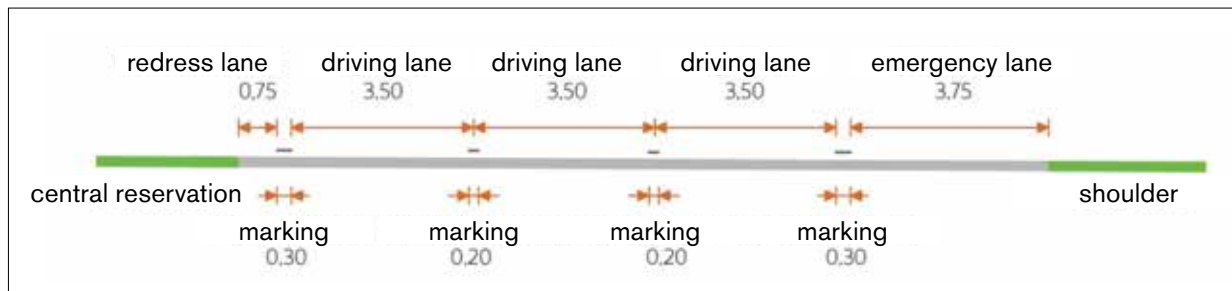 redress lane driving lane driving lane driving lane emergency lane
0,75 3,50 3,50 3,50 3,75
central reservation shoulder
marking marking marking marking
0,30 0,20 0,20 0,30